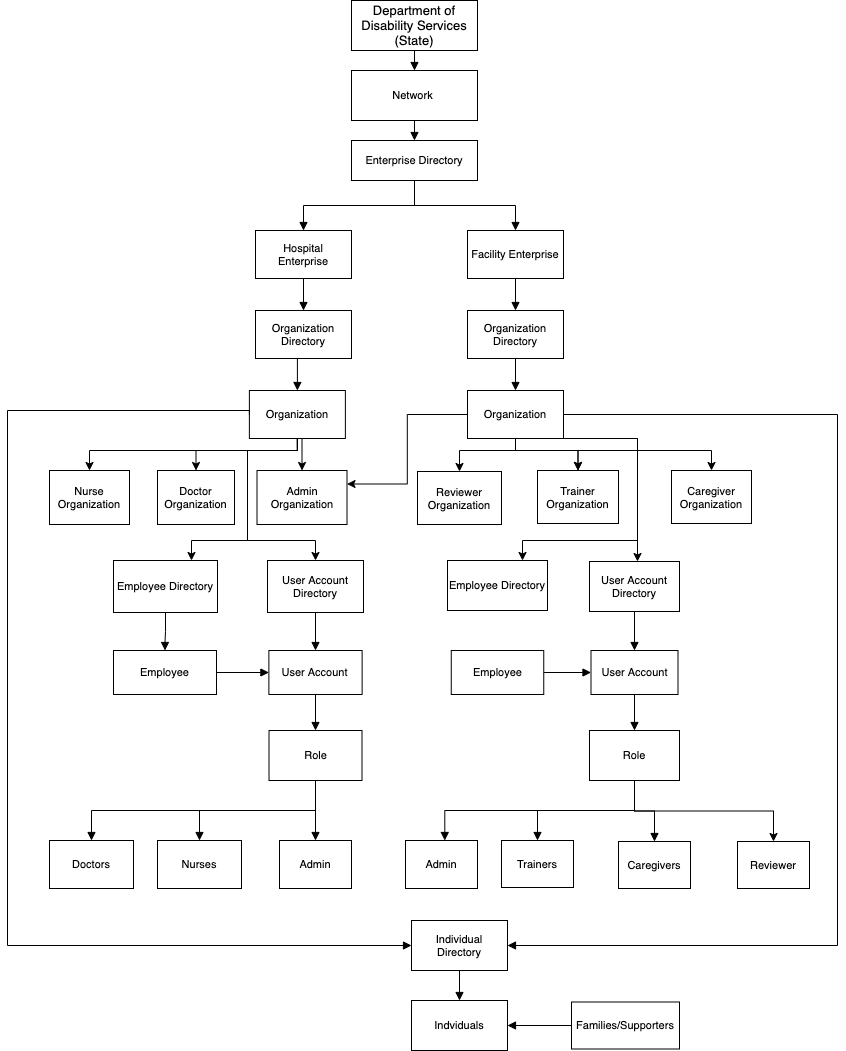 Department of
Disability Services
(State)
Network
Enterprise Directory
Hospital
Enterprise
Facility Enterprise
Organization
Directory
Organization
Directory
Organization
Organization
Nurse
Organization
Doctor
Organization
Admin
Organization
Reviewer
Organization
Trainer
Organization
Caregiver
Organization
Employee Directory
User Account
Directory
Employee Directory
User Account
Directory
Employee
User Account
Employee
User Account
Role
Role
Doctors
Nurses
Admin
Admin
Trainers
Caregivers
Reviewer
Individual
Directory
Indviduals
Families/Supporters